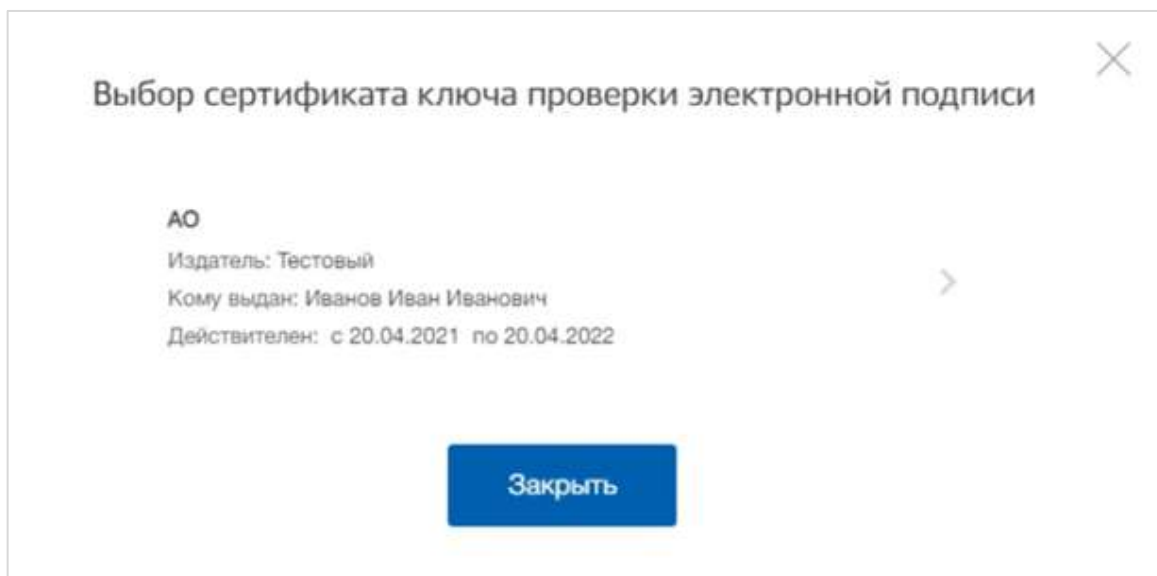 Выбор сертификата ключа проверки электронной подписи
АО
Издатель: Тестовый
Кому выдан: Иванов Иван Иванович
Действителен: с 20.04.2021 по 20.04.2022
Закрыть